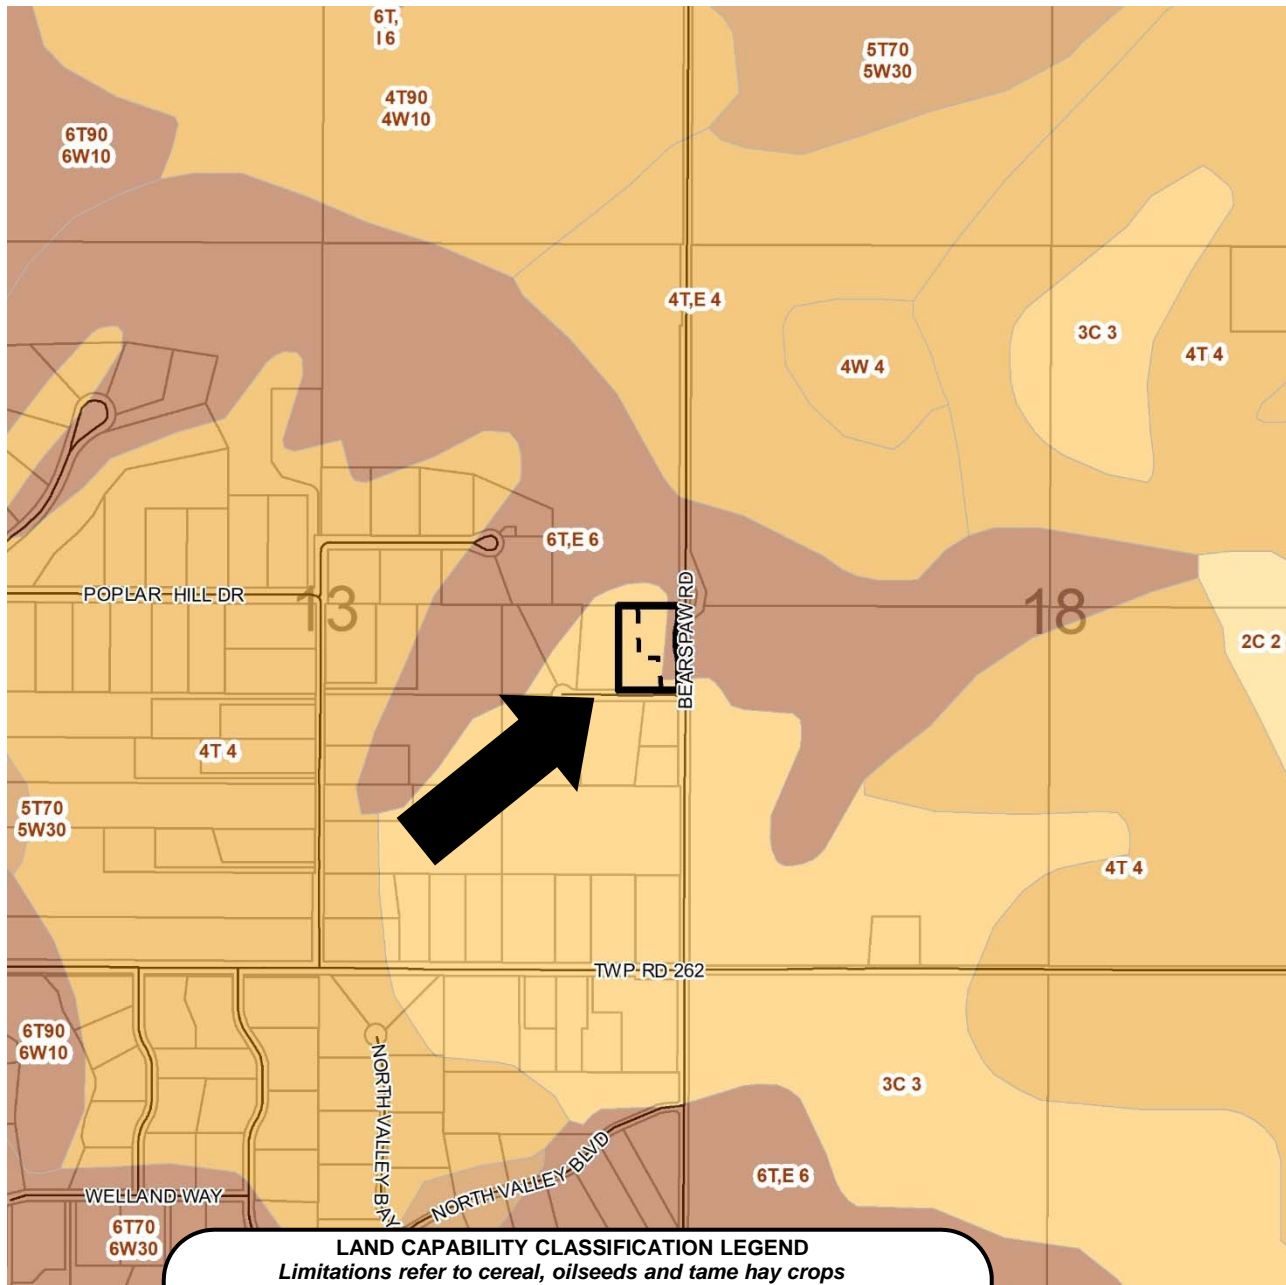 6T,
I 6
5T70
5W30
4T90
4W10
6T90
6W10
4T,E 4
3C 3
4T 4
4W 4
6T,E 6
BEARSPAW RD
POPLAR HILL DR
13
18
2C 2
4T 4
5T70
5W30
4T 4
TWP RD 262
6T90
6W10
NORTH VALLEY BAY
3C 3
NORTH VALLEY BLVD
6T,E 6
WELLAND WAY
6T70
6W30
LAND CAPABILITY CLASSIFICATION LEGEND
Limitations refer to cereal, oilseeds and tame hay crops